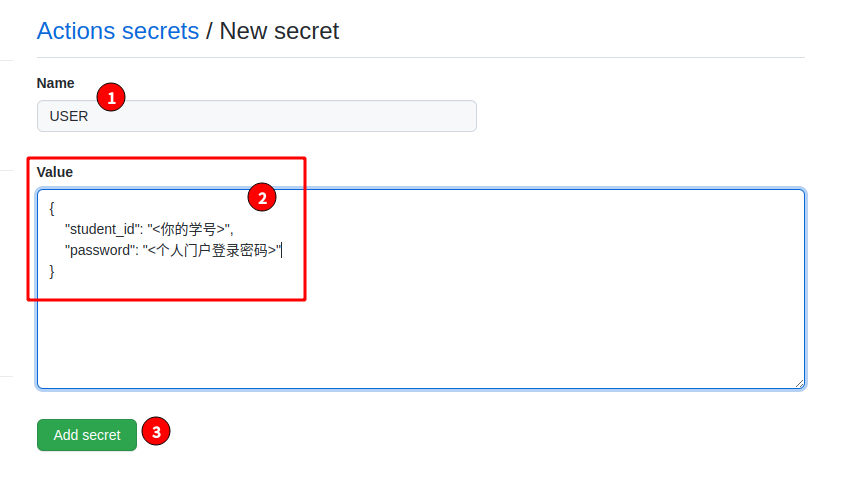 Actions secrets / New secret
Name
1
USER
Value
2
{
"student_id": "<你的学号>",
"password": "<个人门户登录密码>"
}
Add secret
3